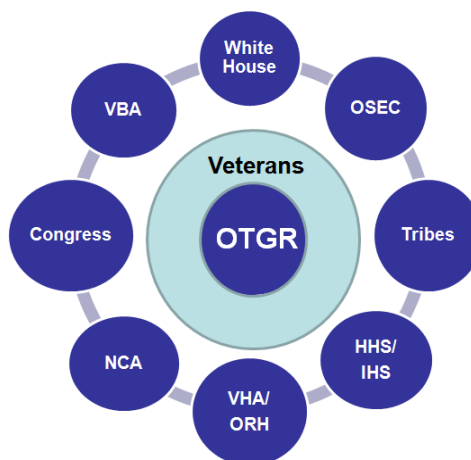 White
House
VBA
OSEC
Veterans
Congress
OTGR
Tribes
NCA
HHS/
IHS
VHA/
ORH